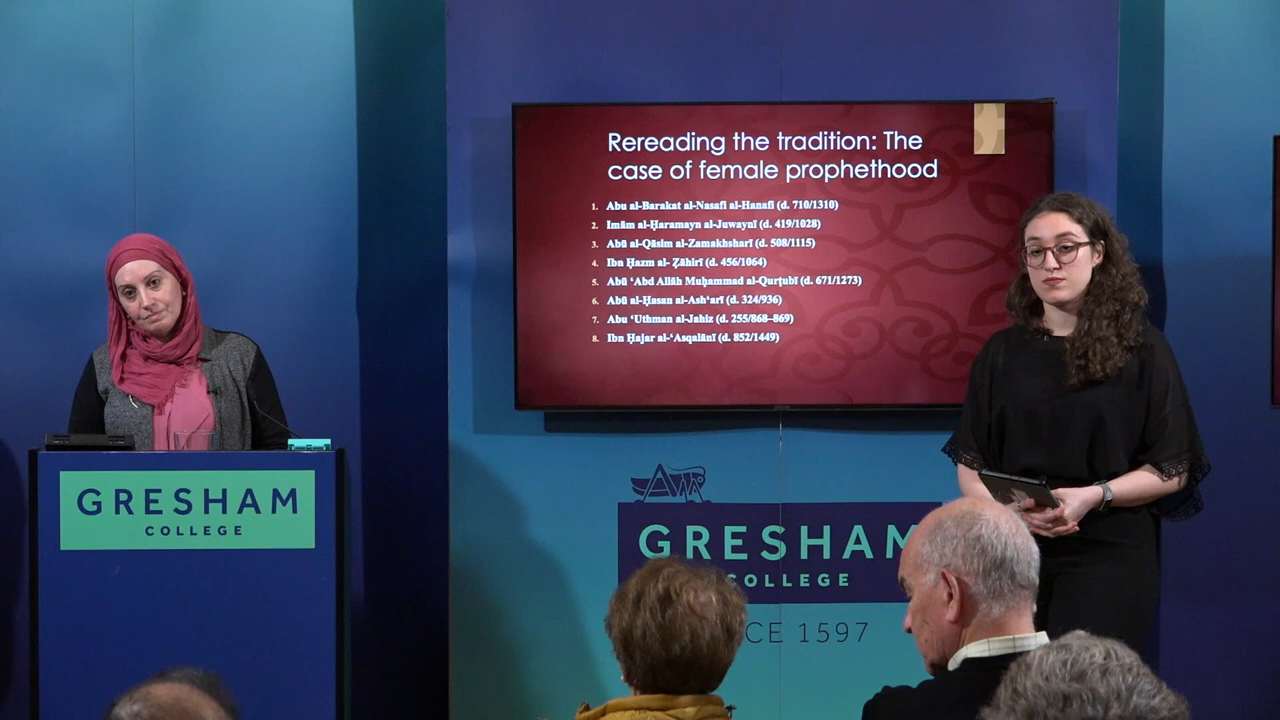 Rereading the tradition: The
case of female prophethood
1. Abu al-Barakat al-Nasafi al-Hanafi (d. 710/1310)
2. Imām al-Ḥaramayn al-Juwaynī (d. 419/1028)
3. Abū al-Qāsim al-Zamakhsharī (d. 508/1115)
4. Ibn Ḥazm al- Ẓāhirī (d. 456/1064)
5. Abū ‘Abd Allāh Muḥammad al-Qurṭubī (d. 671/1273)
6. Abū al-Ḥasan al-Ash‘arī (d. 324/936)
7. Abu ‘Uthman al-Jahiz (d. 255/868–869)
8. Ibn Ḥajar al-‘Asqalānī (d. 852/1449)
GRESHAM
COLLEGE
GRESHAM
COLLEGE
CE 1597